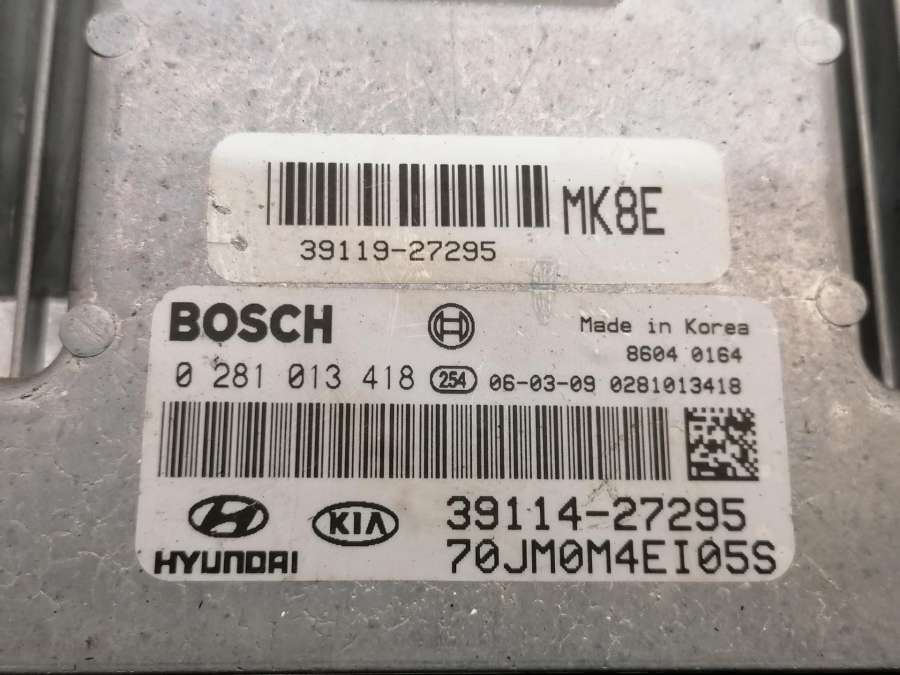 MK8E
39119-27295
BOSCH
Made in Korea
8604 0164
0 281 013 418 254 06-03-09 0281013418
HYUNDAI KIA 39114-27295
70JM0M4EI05S